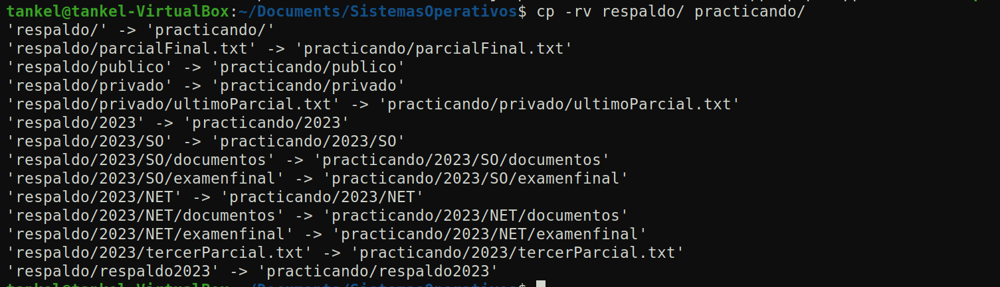 tankel@tankel-VirtualBox:~/Documents/SistemasOperativos$ cp -rv respaldo/ practicando/
'respaldo/' -> 'practicando/'
'respaldo/parcialFinal.txt' -> 'practicando/parcialFinal.txt'
'respaldo/publico' -> 'practicando/publico'
'respaldo/privado' -> 'practicando/privado'
'respaldo/privado/ultimoParcial.txt' -> 'practicando/privado/ultimoParcial.txt'
'respaldo/2023' -> 'practicando/2023'
'respaldo/2023/SO' -> 'practicando/2023/SO'
'respaldo/2023/SO/documentos' -> 'practicando/2023/SO/documentos'
'respaldo/2023/SO/examenfinal' -> 'practicando/2023/SO/examenfinal'
'respaldo/2023/NET' -> 'practicando/2023/NET'
'respaldo/2023/NET/documentos' -> 'practicando/2023/NET/documentos'
'respaldo/2023/NET/examenfinal' -> 'practicando/2023/NET/examenfinal'
'respaldo/2023/tercerParcial.txt' -> 'practicando/2023/tercerParcial.txt'
'respaldo/respaldo2023' -> 'practicando/respaldo2023'
tankel@tankel-VirtualBox:~/Documents/SistemasOperativos$